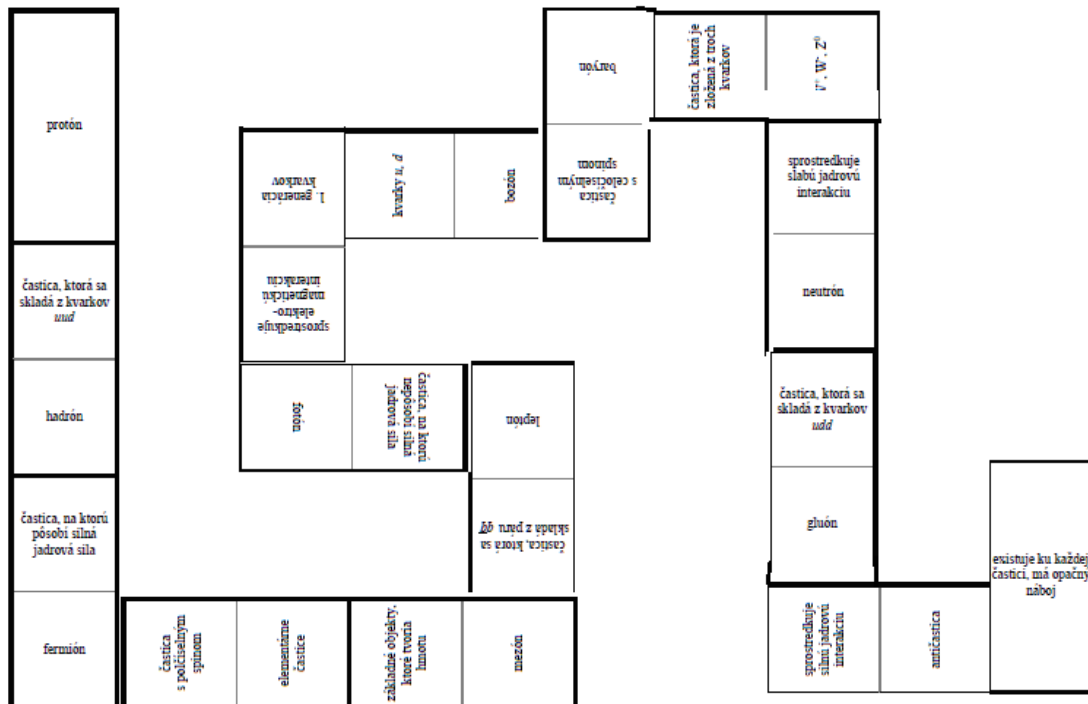 protón
častica, ktorá sa
skladá z kvarkov
uud
hadrón
častica, na ktorú
pôsobí silná
jadrová sila
fermión
častica
s polčíselným
spinom
elementárne
častice
základné objekty,
ktoré tvoria
hmotu
mezón
častica, ktorá sa
skladá z páru qq̅
leptón
častica, na ktorú
nepôsobí silná
jadrová sila
fotón
sprostredkuje
elektro-
magnetickú
interakciu
1. generácia
kvarkov
kvarky u, d
bozón
častica
s celočíselným
spinom
baryón
častica, ktorá je
zložená z troch
kvarkov
W⁻, Z⁰
sprostredkuje
slabú jadrovú
interakciu
neutrón
častica, ktorá sa
skladá z kvarkov
udd
gluón
sprostredkuje
silnú jadrovú
interakciu
antičastica
existuje ku každej
častici, má opačný
náboj